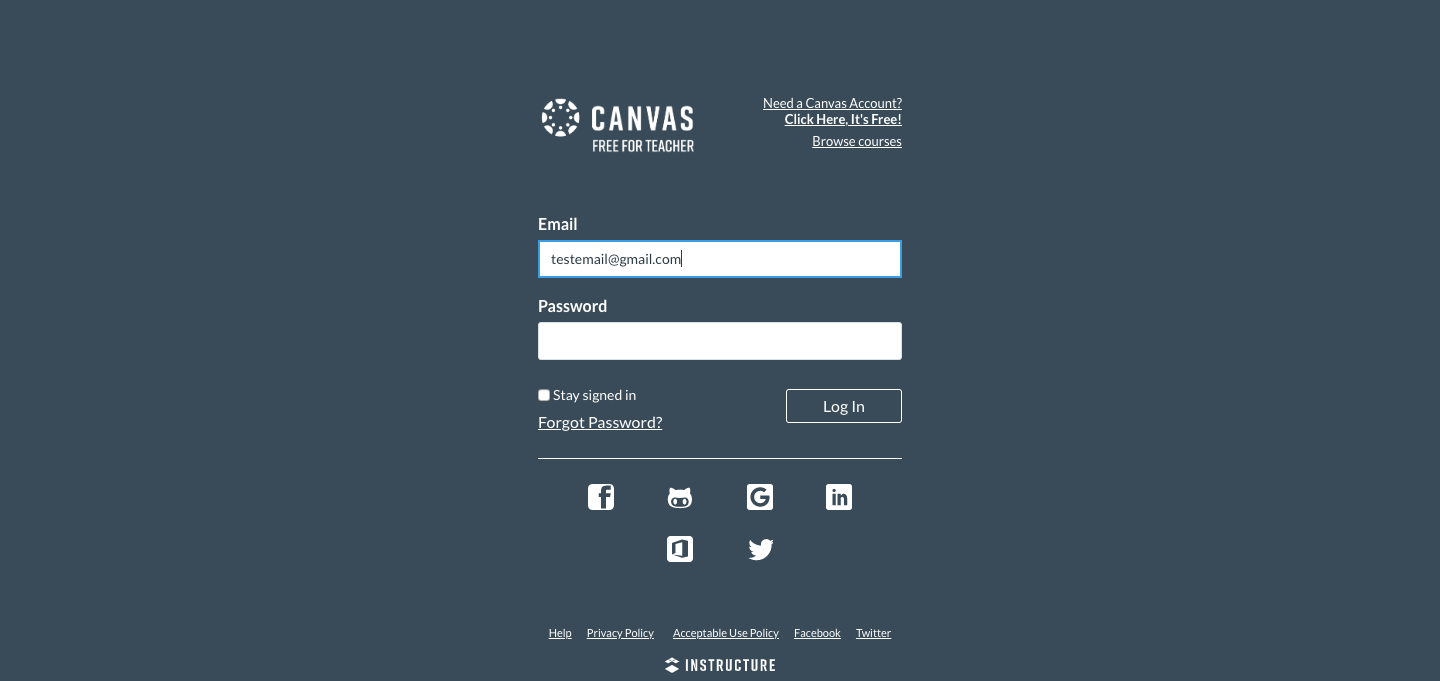 CANVAS
FREE FOR TEACHER
Need a Canvas Account?
Click Here, It's Free!
Browse courses
Email
testemail@gmail.com
Password
Stay signed in
Log In
Forgot Password?
Help Privacy Policy Acceptable Use Policy Facebook Twitter
INSTRUCTURE